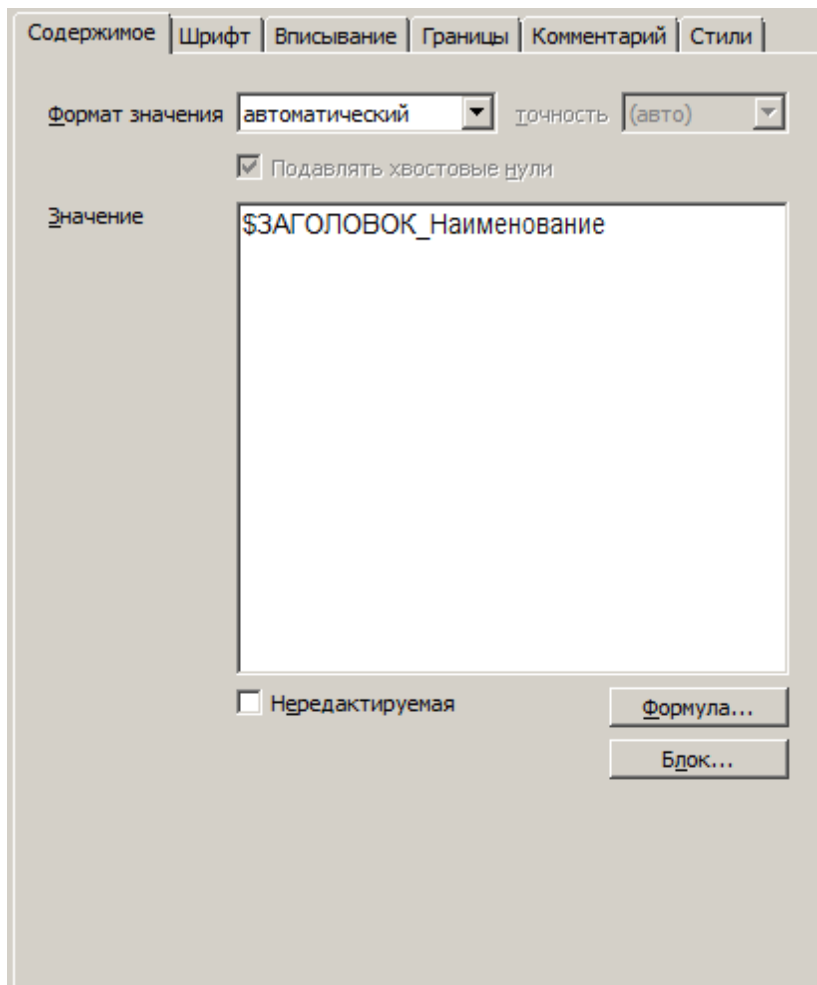 Содержимое Шрифт Вписывание Границы Комментарий Стили
Формат значения автоматический точность (авто)
Подавлять хвостовые нули
Значение $ЗАГОЛОВОК_Наименование
Нередактируемая Формула...
Блок...